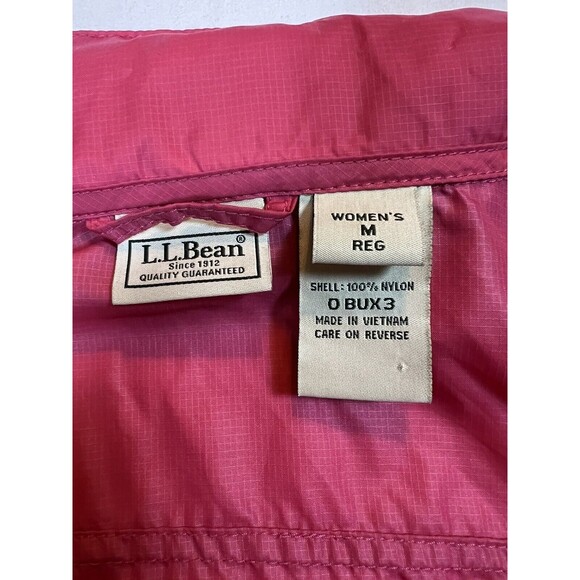 L.L.Bean®
Since 1912
QUALITY GUARANTEED
WOMEN'S
M
REG
SHELL: 100% NYLON
0 BUX3
MADE IN VIETNAM
CARE ON REVERSE